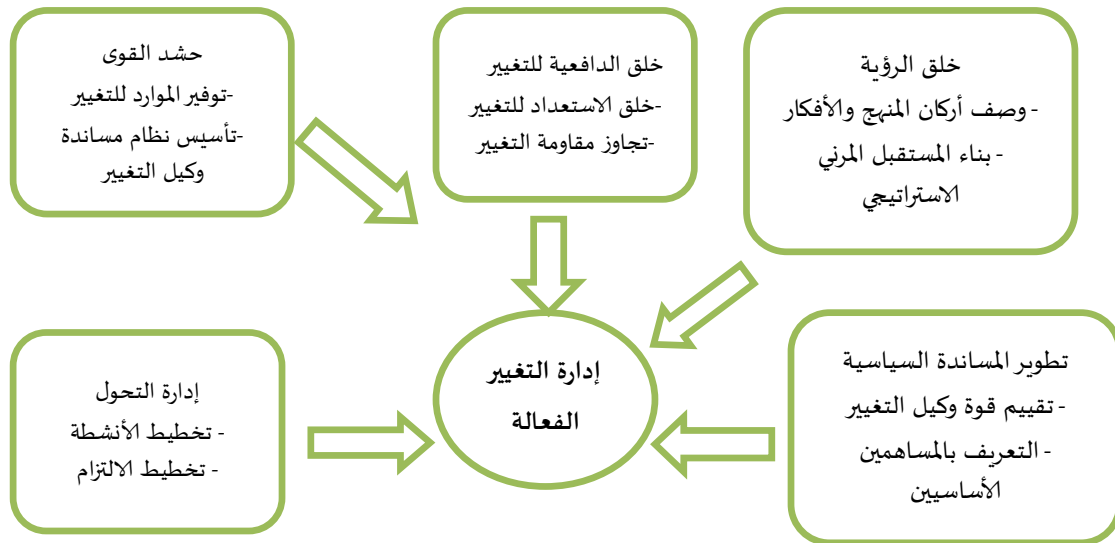 خلق الرؤية
- وصف أركان المنهج والأفكار
- بناء المستقبل المرئي
الاستراتيجي
خلق الدافعية للتغيير
-خلق الاستعداد للتغيير
-تجاوز مقاومة التغيير
حشد القوى
-توفير الموارد للتغيير
-تأسيس نظام مساندة
وكيل التغيير
إدارة التغيير
الفعالة
تطوير المساندة السياسية
- تقييم قوة وكيل التغيير
- التعريف بالمساهمين
الأساسيين
إدارة التحول
- تخطيط الأنشطة
- تخطيط الالتزام